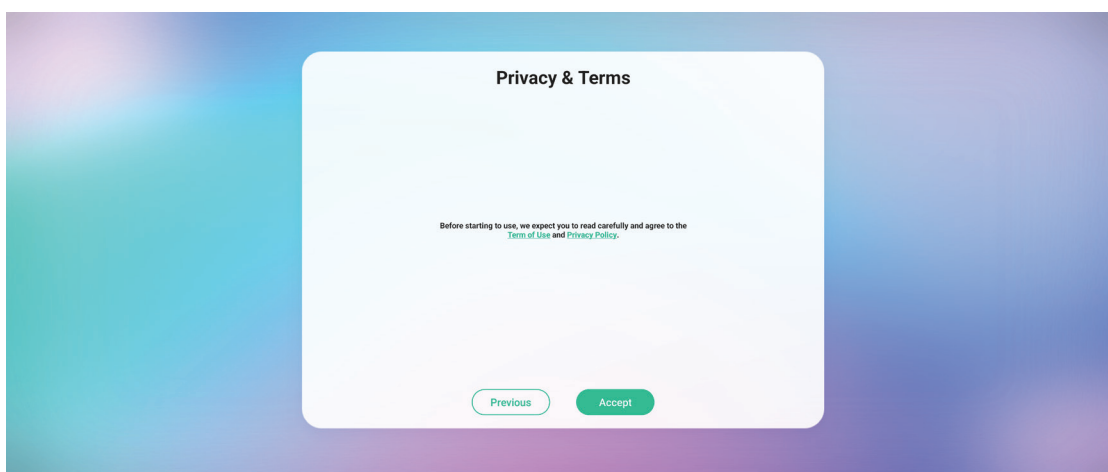 Privacy & Terms
Before starting to use, we expect you to read carefully and agree to the
Term of Use and Privacy Policy.
Previous
Accept